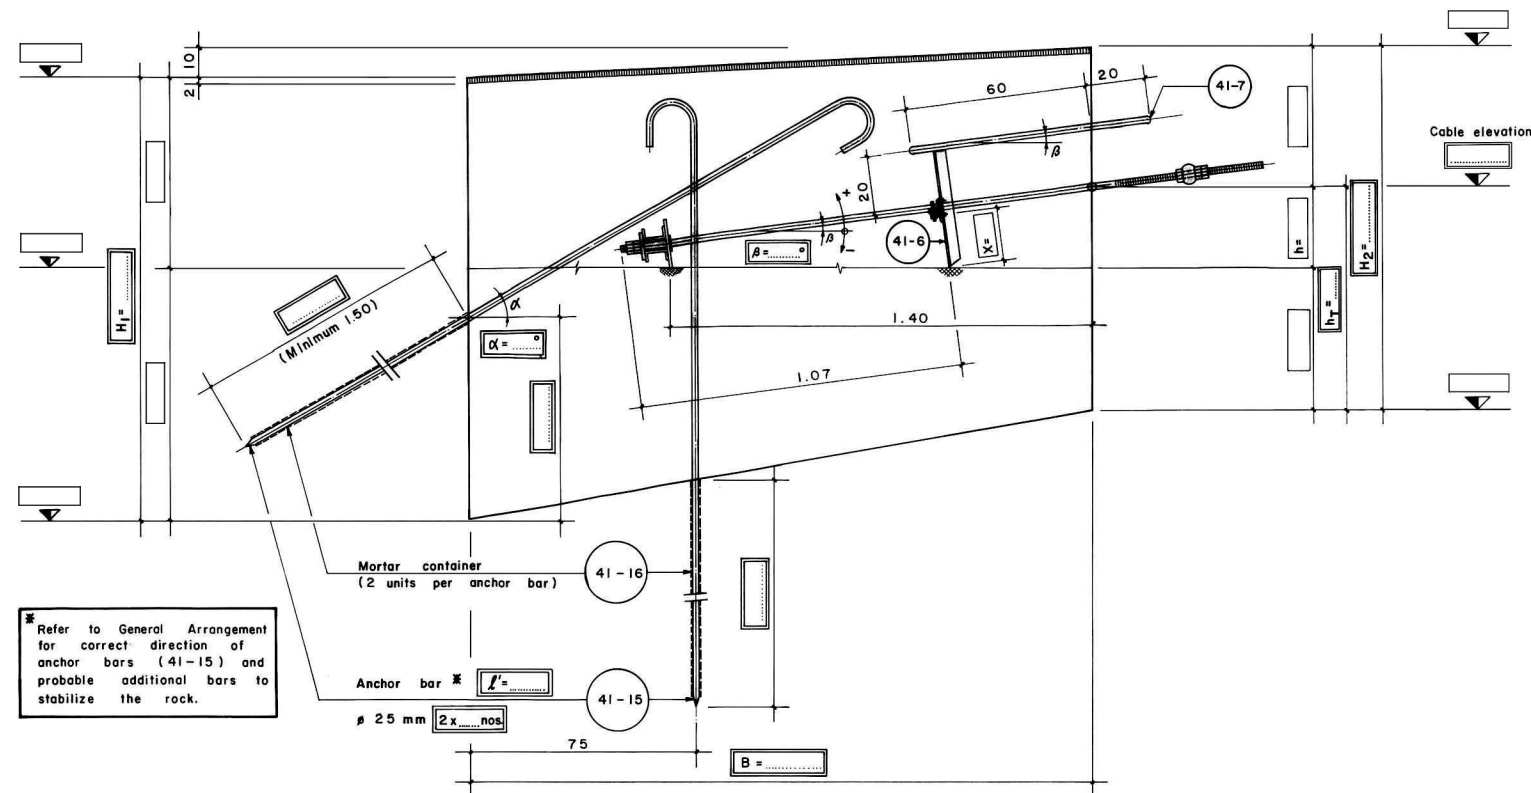 10
2
60
20
41-7
Cable elevation
.............
β
20
+
β
−
41-6
X=
β=..........°
h=
H2= ............
hT= ......
H1= ............
.............
(Minimum 1.50)
α
α= ......°
1.40
1.07
Mortar container
(2 units per anchor bar)
41-16
* Refer to General Arrangement
for correct direction of
anchor bars (41-15) and
probable additional bars to
stabilize the rock.
Anchor bar * ℓ'=............
41-15
ø 25 mm 2x......nos.
75
B = ...............